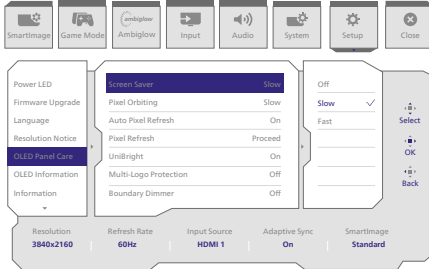 SmartImage
Game Mode
ambiglow
Ambiglow
Input
Audio
System
Setup
Close
Power LED
Firmware Upgrade
Language
Resolution Notice
OLED Panel Care
OLED Information
Information
Screen Saver Slow
Pixel Orbiting Slow
Auto Pixel Refresh On
Pixel Refresh Proceed
UniBright On
Multi-Logo Protection Off
Boundary Dimmer Off
Off
Slow
Fast
Select
OK
Back
Resolution Refresh Rate Input Source Adaptive Sync SmartImage
3840x2160 60Hz HDMI 1 On Standard